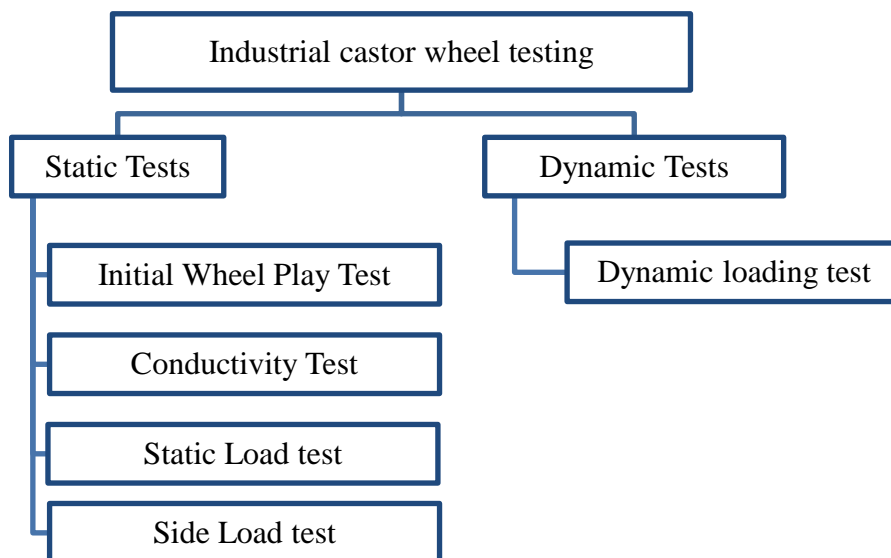 Industrial castor wheel testing
Static Tests
Dynamic Tests
Initial Wheel Play Test
Dynamic loading test
Conductivity Test
Static Load test
Side Load test